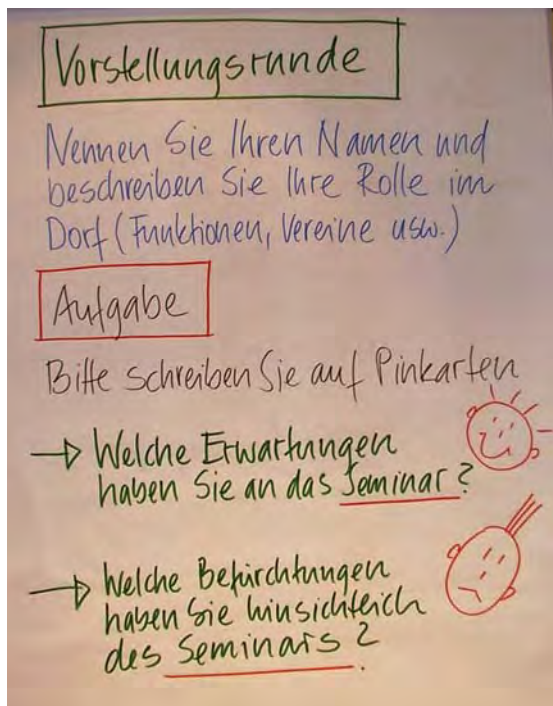 Vorstellungsrunde
Nennen Sie Ihren Namen und
beschreiben Sie Ihre Rolle im
Dorf (Funktionen, Vereine usw.)
Aufgabe
Bitte schreiben Sie auf Pinkarten
→ Welche Erwartungen
haben Sie an das Seminar?
→ Welche Befürchtungen
haben Sie hinsichtlich
des Seminars?